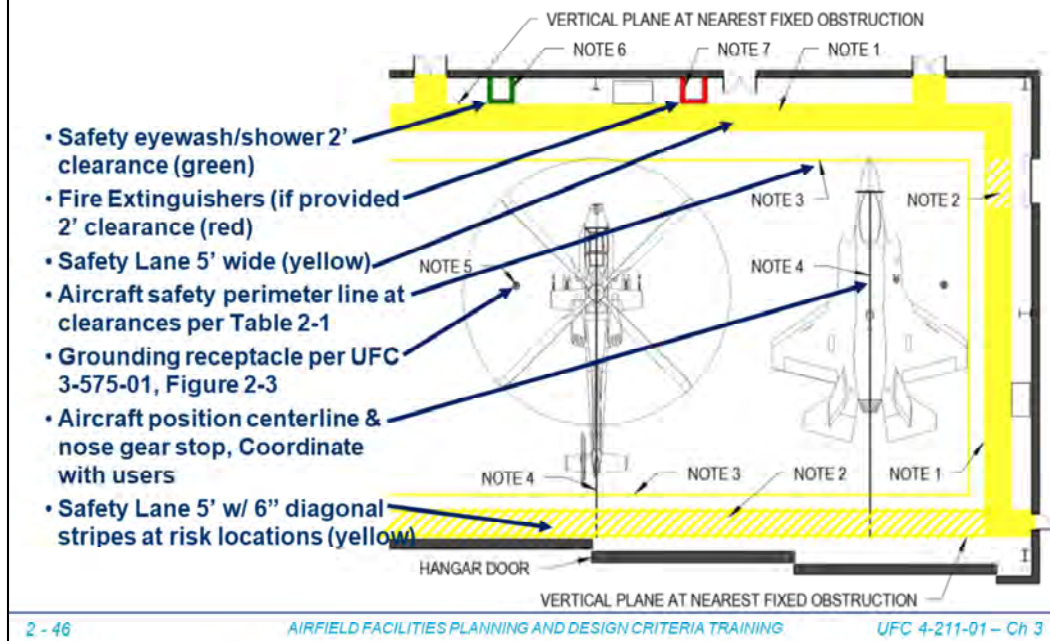 VERTICAL PLANE AT NEAREST FIXED OBSTRUCTION
NOTE 6
NOTE 7
NOTE 1
• Safety eyewash/shower 2’
clearance (green)
• Fire Extinguishers (if provided
2’ clearance (red)
• Safety Lane 5’ wide (yellow)
• Aircraft safety perimeter line at
clearances per Table 2-1
• Grounding receptacle per UFC
3-575-01, Figure 2-3
• Aircraft position centerline &
nose gear stop, Coordinate
with users
• Safety Lane 5’ w/ 6” diagonal
stripes at risk locations (yellow)
NOTE 3
NOTE 2
NOTE 5
NOTE 4
NOTE 4
NOTE 3
NOTE 2
NOTE 1
HANGAR DOOR
VERTICAL PLANE AT NEAREST FIXED OBSTRUCTION
2 - 46
AIRFIELD FACILITIES PLANNING AND DESIGN CRITERIA TRAINING
UFC 4-211-01 – Ch 3